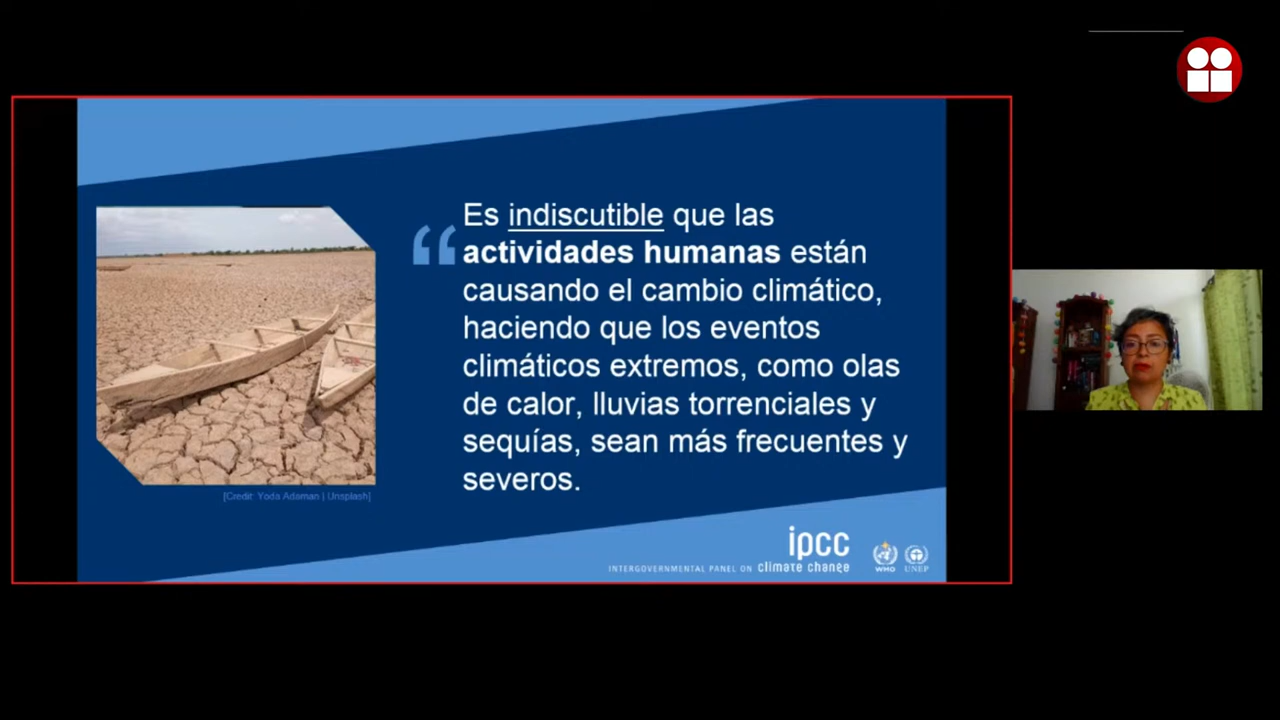 Es indiscutible que las
“ actividades humanas están
causando el cambio climático,
haciendo que los eventos
climáticos extremos, como olas
de calor, lluvias torrenciales y
sequías, sean más frecuentes y
severos.
[Credit: Yoda Adaman | Unsplash]
ipcc
INTERGOVERNMENTAL PANEL ON climate change
WMO UNEP